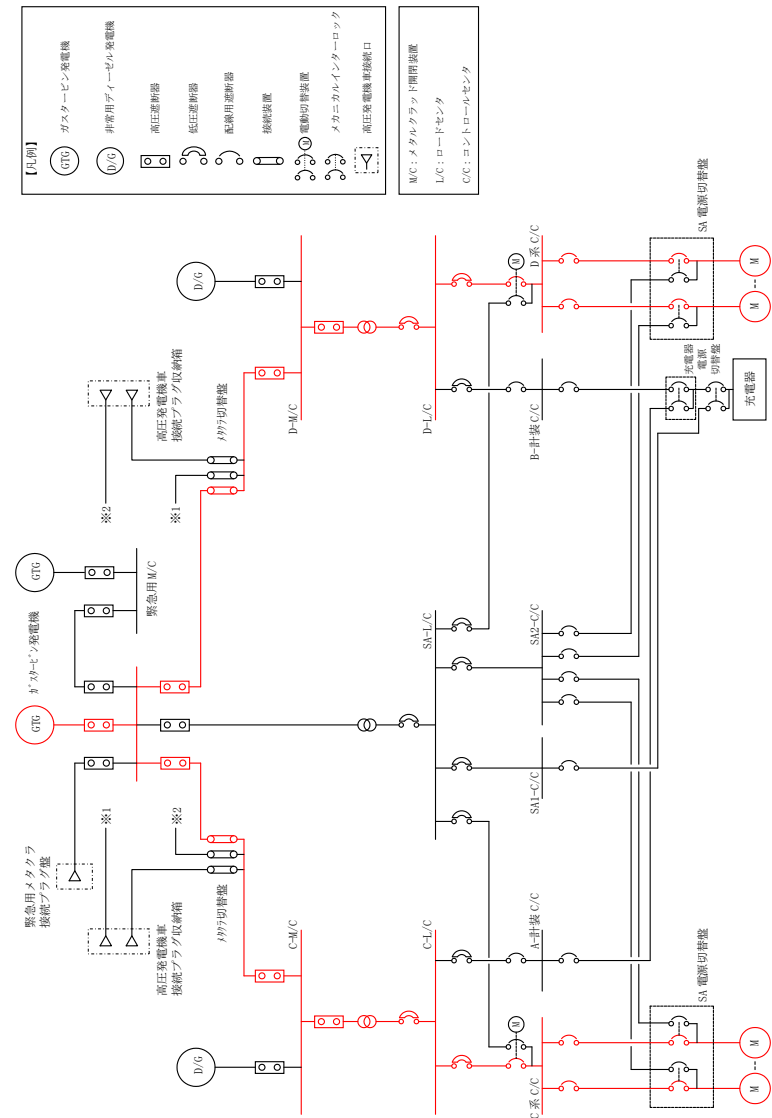 【凡例】
GTG
ガスタービン発電機
D/G
非常用ディーゼル発電機
高圧遮断器
低圧遮断器
配線用遮断器
接続装置
M
電動切替装置
メカニカルインターロック
高圧発電機車接続口
M/C：メタルクラッド開閉装置
L/C：ロードセンタ
C/C：コントロールセンタ
緊急用メタクラ
接続プラグ盤
ガスタービン発電機
GTG
GTG
緊急用M/C
高圧発電機車
接続プラグ収納箱
※1
※2
メタクラ切替盤
高圧発電機車
接続プラグ収納箱
※2
※1
メタクラ切替盤
D/G
C-M/C
D/G
D-M/C
C-L/C
SA-L/C
D-L/C
M
C系C/C
A-計装C/C
SA1-C/C
SA2-C/C
B-計装C/C
M
D系C/C
SA電源切替盤
M
M
充電器
電源
切替盤
充電器
SA電源切替盤
M
M